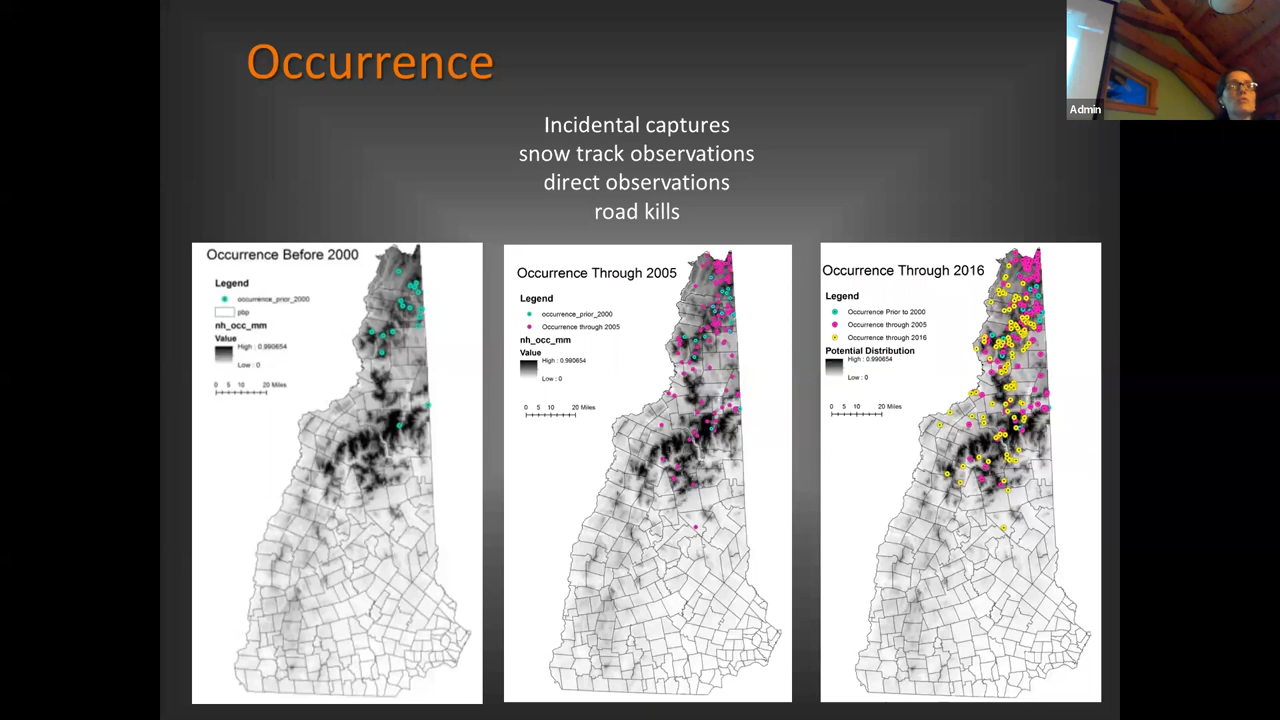 Occurrence
Admin
Incidental captures
snow track observations
direct observations
road kills
Occurrence Before 2000
Legend
occurrence_prior_2000
pbp
nh_occ_mm
Value
High : 0.990654
Low : 0
0 5 10 20 Miles
Occurrence Through 2005
Legend
occurrence_prior_2000
Occurrence through 2005
nh_occ_mm
Value
High : 0.990654
Low : 0
0 5 10 20 Miles
Occurrence Through 2016
Legend
Occurrence Prior to 2000
Occurrence through 2005
Occurrence through 2016
Potential Distribution
High : 0.990654
Low : 0
0 5 10 20 Miles